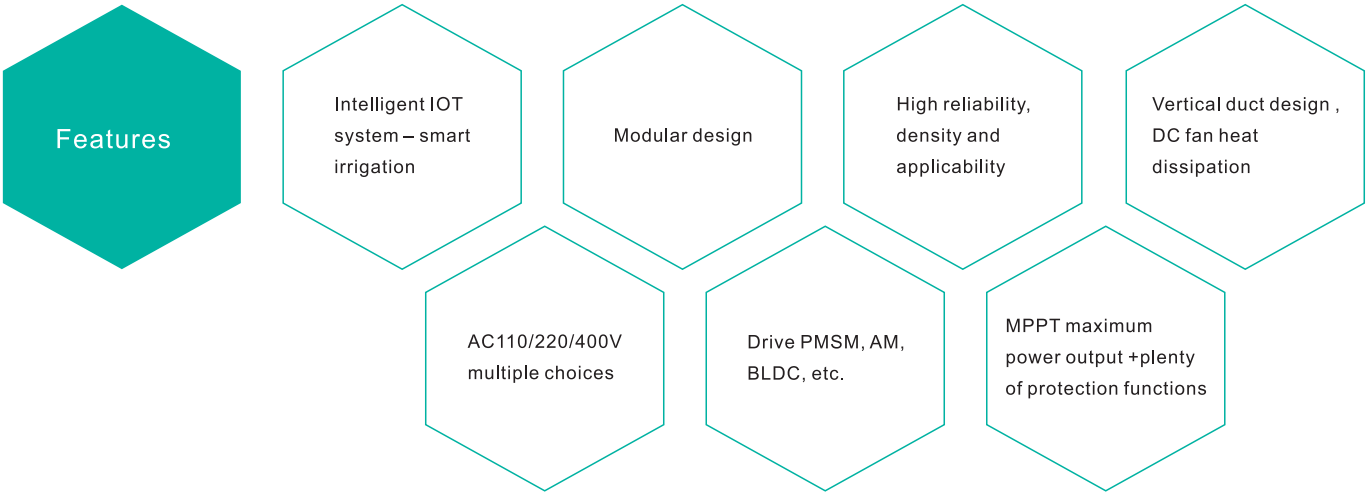 Features
Intelligent IOT
system – smart
irrigation
Modular design
High reliability,
density and
applicability
Vertical duct design ,
DC fan heat
dissipation
AC110/220/400V
multiple choices
Drive PMSM, AM,
BLDC, etc.
MPPT maximum
power output +plenty
of protection functions